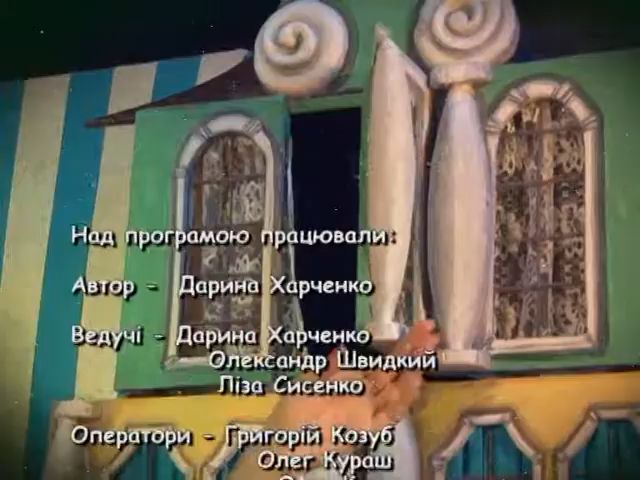 Над програмою працювали:
Автор - Дарина Харченко
Ведучі - Дарина Харченко
Олександр Швидкий
Ліза Сисенко
Оператори - Григорій Козуб
Олег Кураш